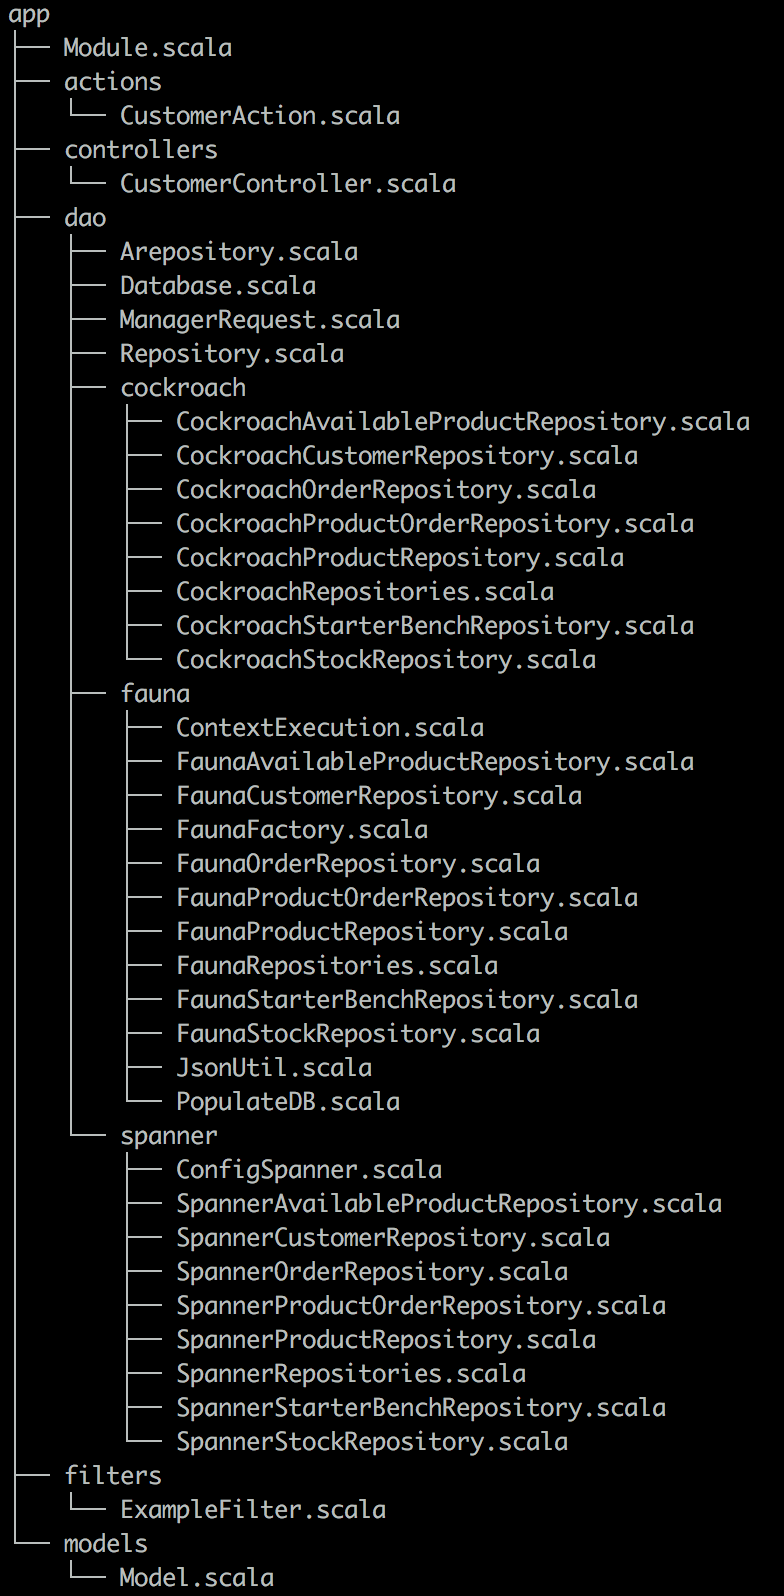 app
Module.scala
actions
CustomerAction.scala
controllers
CustomerController.scala
dao
Arepository.scala
Database.scala
ManagerRequest.scala
Repository.scala
cockroach
CockroachAvailableProductRepository.scala
CockroachCustomerRepository.scala
CockroachOrderRepository.scala
CockroachProductOrderRepository.scala
CockroachProductRepository.scala
CockroachRepositories.scala
CockroachStarterBenchRepository.scala
CockroachStockRepository.scala
fauna
ContextExecution.scala
FaunaAvailableProductRepository.scala
FaunaCustomerRepository.scala
FaunaFactory.scala
FaunaOrderRepository.scala
FaunaProductOrderRepository.scala
FaunaProductRepository.scala
FaunaRepositories.scala
FaunaStarterBenchRepository.scala
FaunaStockRepository.scala
JsonUtil.scala
PopulateDB.scala
spanner
ConfigSpanner.scala
SpannerAvailableProductRepository.scala
SpannerCustomerRepository.scala
SpannerOrderRepository.scala
SpannerProductOrderRepository.scala
SpannerProductRepository.scala
SpannerRepositories.scala
SpannerStarterBenchRepository.scala
SpannerStockRepository.scala
filters
ExampleFilter.scala
models
Model.scala